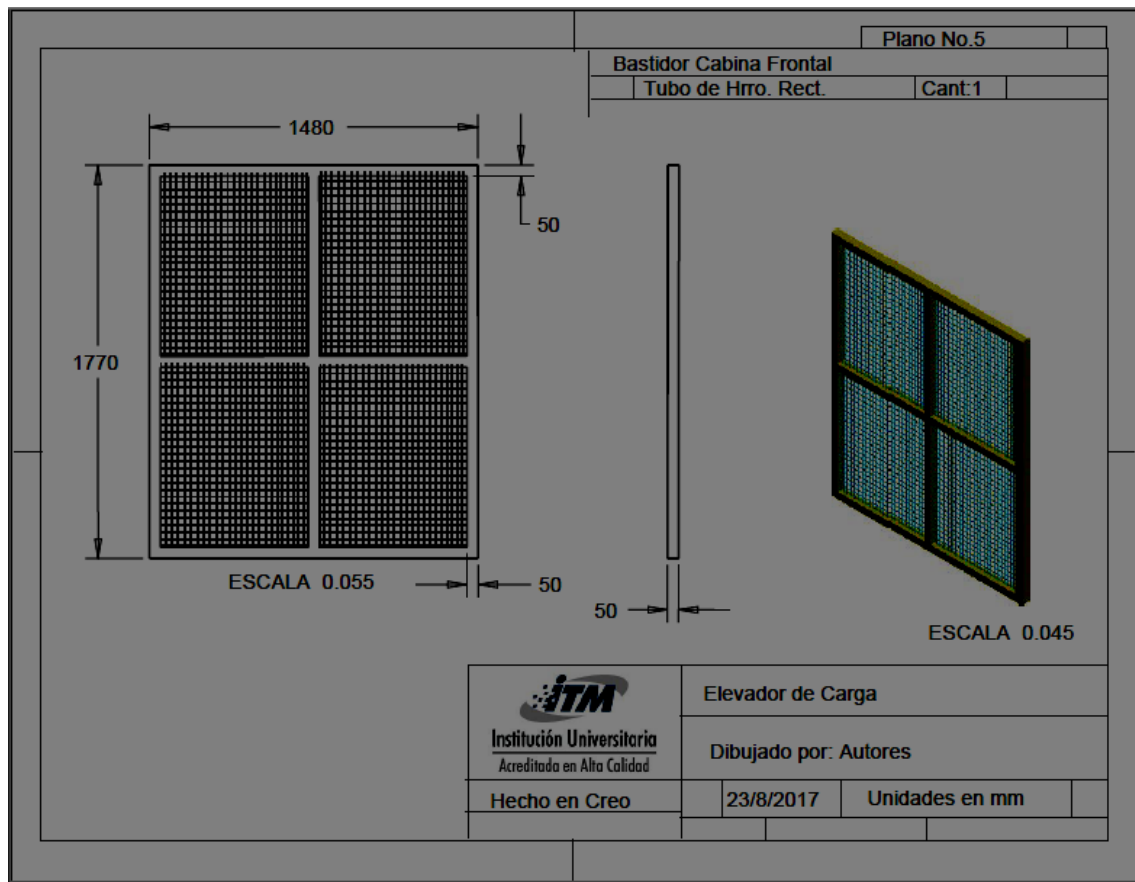 Plano No.5
Bastidor Cabina Frontal
Tubo de Hrro. Rect.
Cant:1
1480
50
1770
ESCALA 0.055
50
50
ESCALA 0.045
iTM
Institución Universitaria
Acreditada en Alta Calidad
Elevador de Carga
Dibujado por: Autores
Hecho en Creo
23/8/2017
Unidades en mm